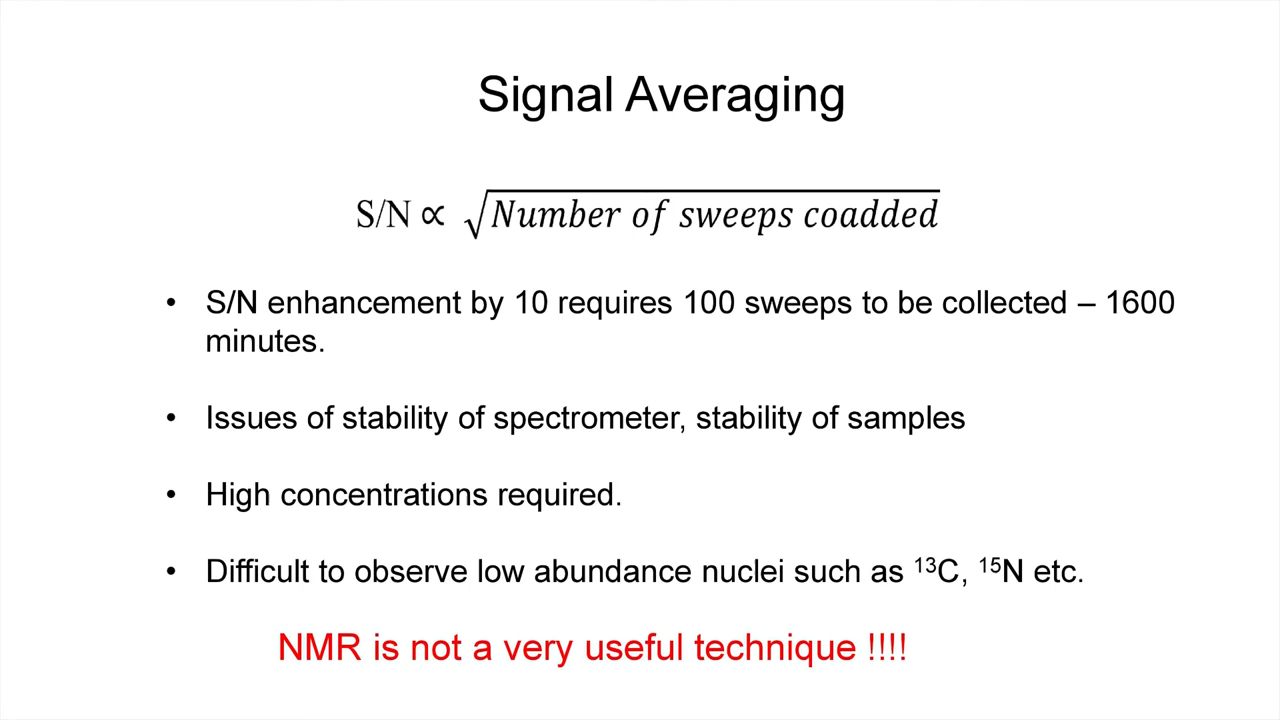 Signal Averaging
S/N ∝ √Number of sweeps coadded
• S/N enhancement by 10 requires 100 sweeps to be collected – 1600
minutes.
• Issues of stability of spectrometer, stability of samples
• High concentrations required.
• Difficult to observe low abundance nuclei such as ¹³C, ¹⁵N etc.
NMR is not a very useful technique !!!!